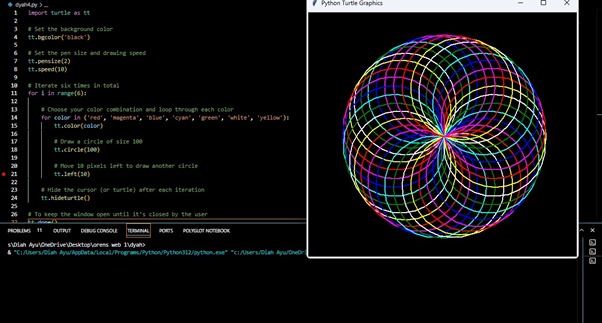 dyah4.py > ...
1 import turtle as tt
2
3 # Set the background color
4 tt.bgcolor('black')
5
6 # Set the pen size and drawing speed
7 tt.pensize(2)
8 tt.speed(10)
9
10 # Iterate six times in total
11 for i in range(6):
12
13 # Choose your color combination and loop through each color
14 for color in ('red', 'magenta', 'blue', 'cyan', 'green', 'white', 'yellow'):
15 tt.color(color)
16
17 # Draw a circle of size 100
18 tt.circle(100)
19
20 # Move 10 pixels left to draw another circle
21 tt.left(10)
22
23 # Hide the cursor (or turtle) after each iteration
24 tt.hideturtle()
25
26 # To keep the window open until it's closed by the user
27 tt.done()
Python Turtle Graphics
PROBLEMS 11 OUTPUT DEBUG CONSOLE TERMINAL PORTS POLYGLOT NOTEBOOK
s\Diah Ayu\OneDrive\Desktop\orens web 1\dyah>
& "C:/Users/Diah Ayu/AppData/Local/Programs/Python/Python312/python.exe" "c:/Users/Diah Ayu/OneDri